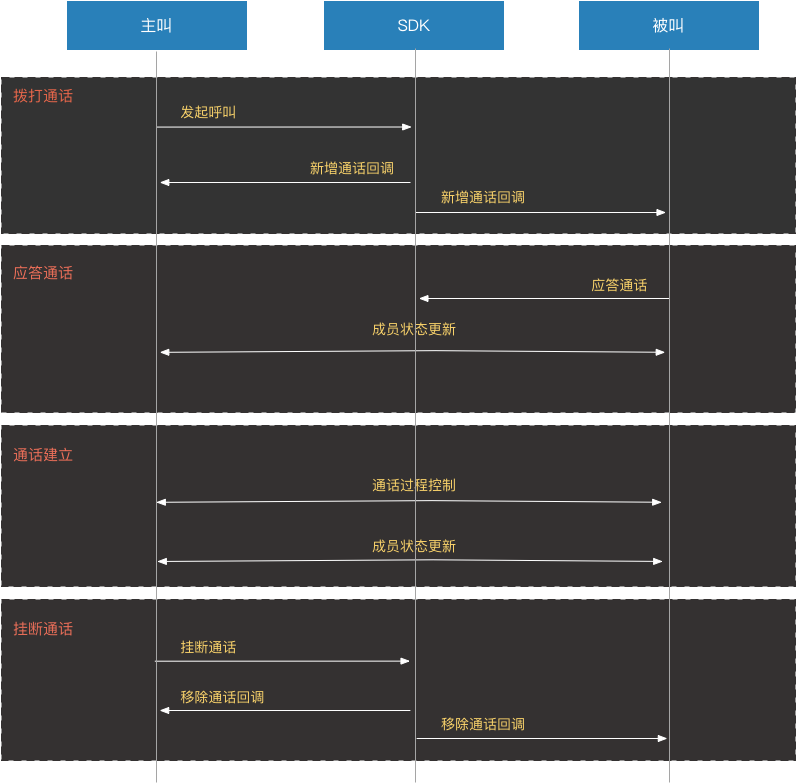 主叫
SDK
被叫
拨打通话
发起呼叫
新增通话回调
新增通话回调
应答通话
应答通话
成员状态更新
通话建立
通话过程控制
成员状态更新
挂断通话
挂断通话
移除通话回调
移除通话回调